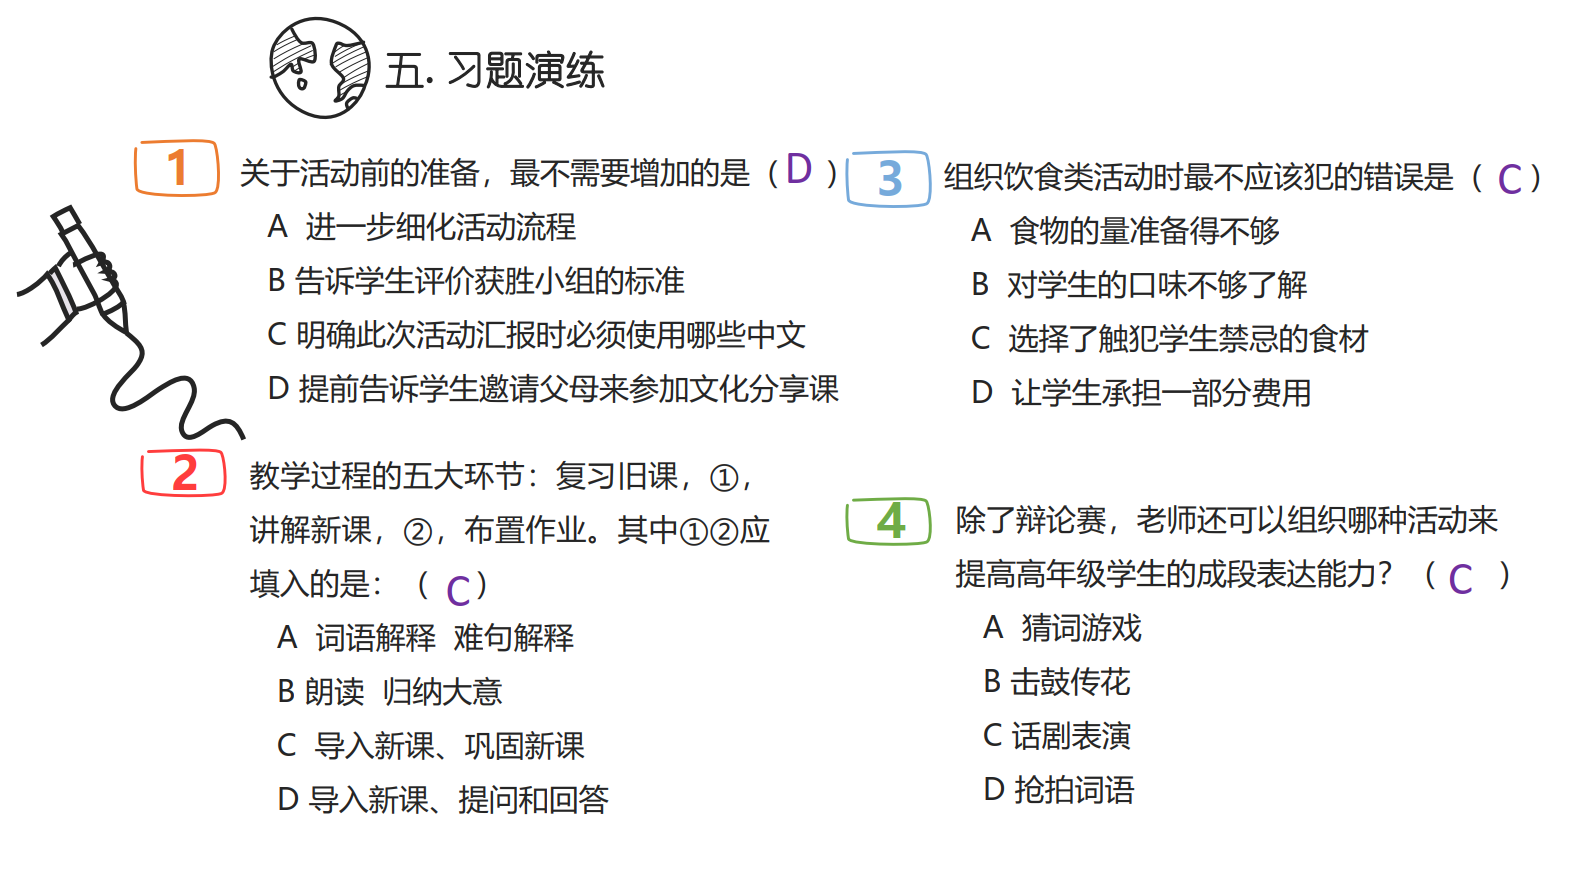 五. 习题演练
1 关于活动前的准备，最不需要增加的是（ D ）
A 进一步细化活动流程
B 告诉学生评价获胜小组的标准
C 明确此次活动汇报时必须使用哪些中文
D 提前告诉学生邀请父母来参加文化分享课
2 教学过程的五大环节：复习旧课，①，
讲解新课，②，布置作业。其中①②应
填入的是：（ C ）
A 词语解释 难句解释
B 朗读 归纳大意
C 导入新课、巩固新课
D 导入新课、提问和回答
3 组织饮食类活动时最不应该犯的错误是（ C ）
A 食物的量准备得不够
B 对学生的口味不够了解
C 选择了触犯学生禁忌的食材
D 让学生承担一部分费用
4 除了辩论赛，老师还可以组织哪种活动来
提高高年级学生的成段表达能力？（ C ）
A 猜词游戏
B 击鼓传花
C 话剧表演
D 抢拍词语